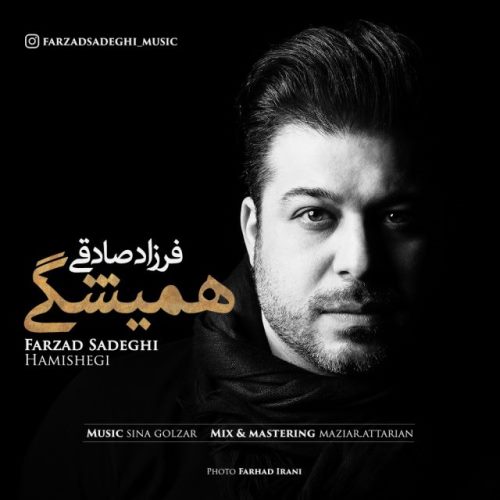 FARZADSADEGHI_MUSIC
فرزاد صادقی
همیشگی
FARZAD SADEGHI
HAMISHEGI
MUSIC SINA GOLZAR MIX & MASTERING MAZIAR.ATTARIAN
PHOTO FARHAD IRANI